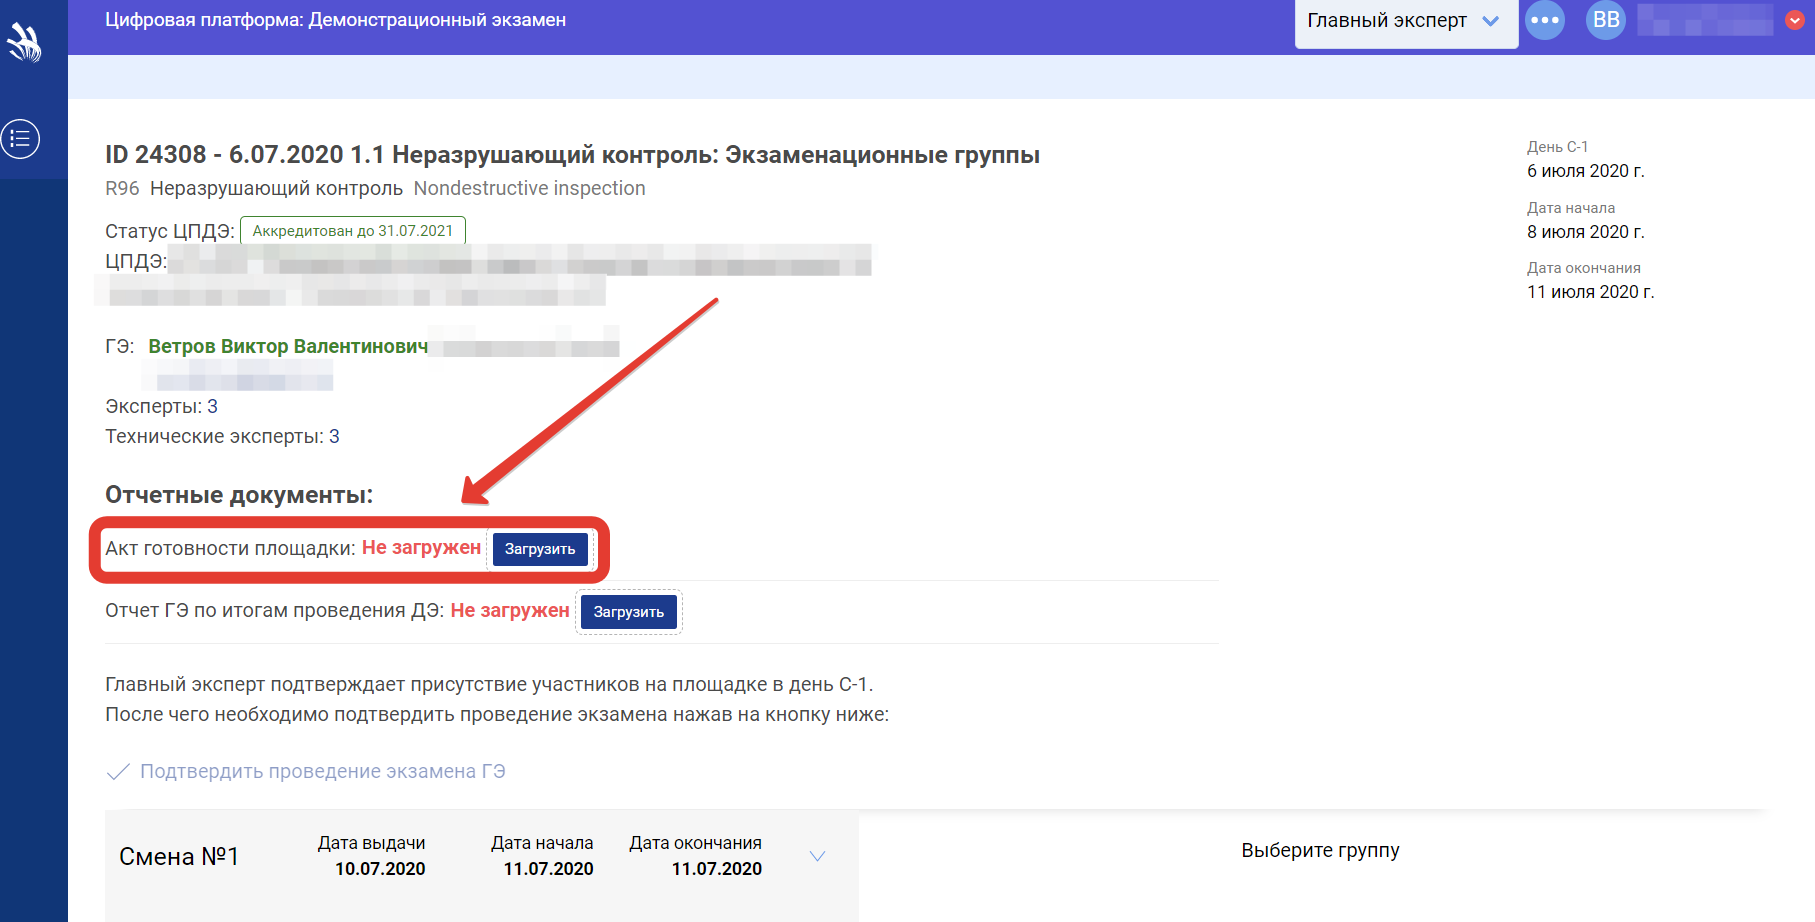 Цифровая платформа: Демонстрационный экзамен
Главный эксперт
ВВ
ID 24308 - 6.07.2020 1.1 Неразрушающий контроль: Экзаменационные группы
R96 Неразрушающий контроль Nondestructive inspection
День С-1
6 июля 2020 г.
Дата начала
8 июля 2020 г.
Дата окончания
11 июля 2020 г.
Статус ЦПДЭ: Аккредитован до 31.07.2021
ЦПДЭ:
ГЭ: Ветров Виктор Валентинович
Эксперты: 3
Технические эксперты: 3
Отчетные документы:
Акт готовности площадки: Не загружен Загрузить
Отчет ГЭ по итогам проведения ДЭ: Не загружен Загрузить
Главный эксперт подтверждает присутствие участников на площадке в день С-1.
После чего необходимо подтвердить проведение экзамена нажав на кнопку ниже:
Подтвердить проведение экзамена ГЭ
Смена №1
Дата выдачи
10.07.2020
Дата начала
11.07.2020
Дата окончания
11.07.2020
Выберите группу